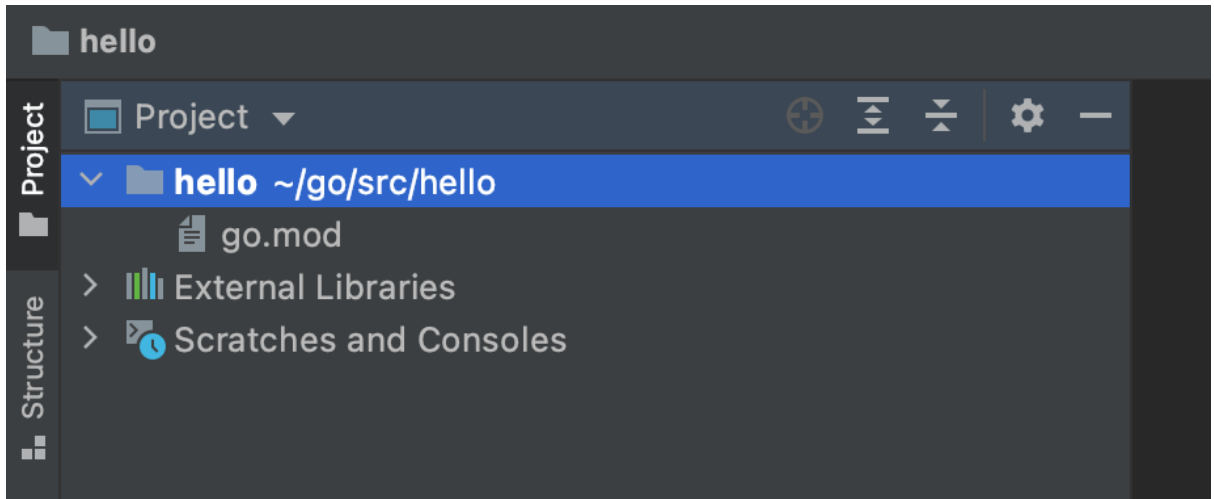 hello
Project
Project
hello ~/go/src/hello
go.mod
External Libraries
Scratches and Consoles
Structure